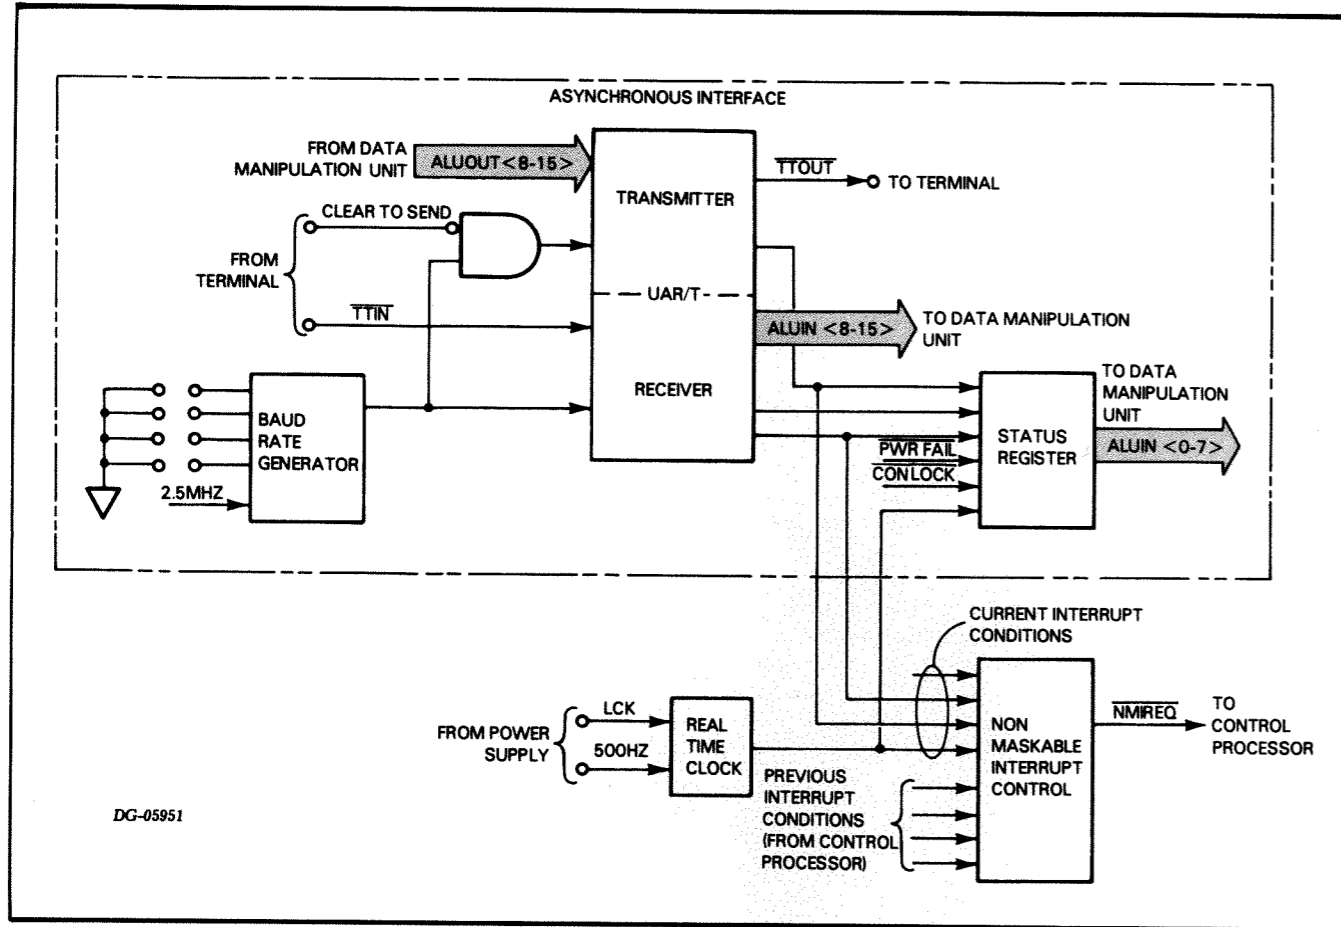 ASYNCHRONOUS INTERFACE
FROM DATA
MANIPULATION UNIT
ALUOUT <8-15>
TRANSMITTER
TTOUT
TO TERMINAL
CLEAR TO SEND
FROM
TERMINAL
TTIN
UAR/T
ALUIN <8-15>
TO DATA MANIPULATION
UNIT
RECEIVER
BAUD
RATE
GENERATOR
2.5MHZ
TO DATA
MANIPULATION
UNIT
STATUS
REGISTER
ALUIN <0-7>
PWR FAIL
CONLOCK
CURRENT INTERRUPT
CONDITIONS
FROM POWER
SUPPLY
LCK
500HZ
REAL
TIME
CLOCK
NON
MASKABLE
INTERRUPT
CONTROL
NMIREQ
TO
CONTROL
PROCESSOR
PREVIOUS
INTERRUPT
CONDITIONS
(FROM CONTROL
PROCESSOR)
DG-05951